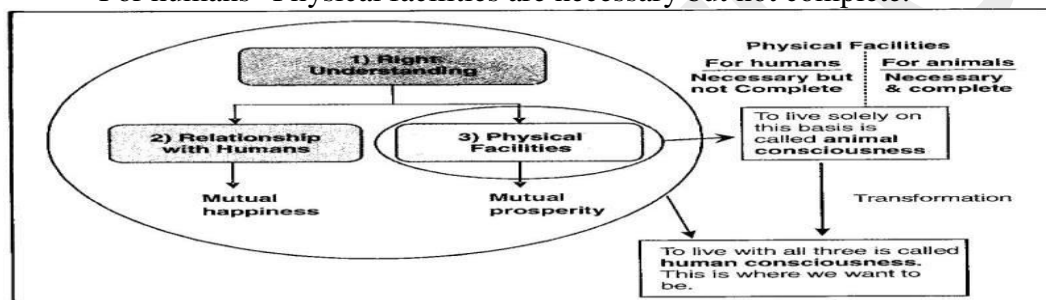 For humans Physical facilities are necessary but not complete.
1) Right
Understanding
Physical Facilities
For humans
Necessary but
not Complete
For animals
Necessary
& complete
2) Relationship
with Humans
3) Physical
Facilities
To live solely on
this basis is
called animal
consciousness
Mutual
happiness
Mutual
prosperity
Transformation
To live with all three is called
human consciousness.
This is where we want to
be.